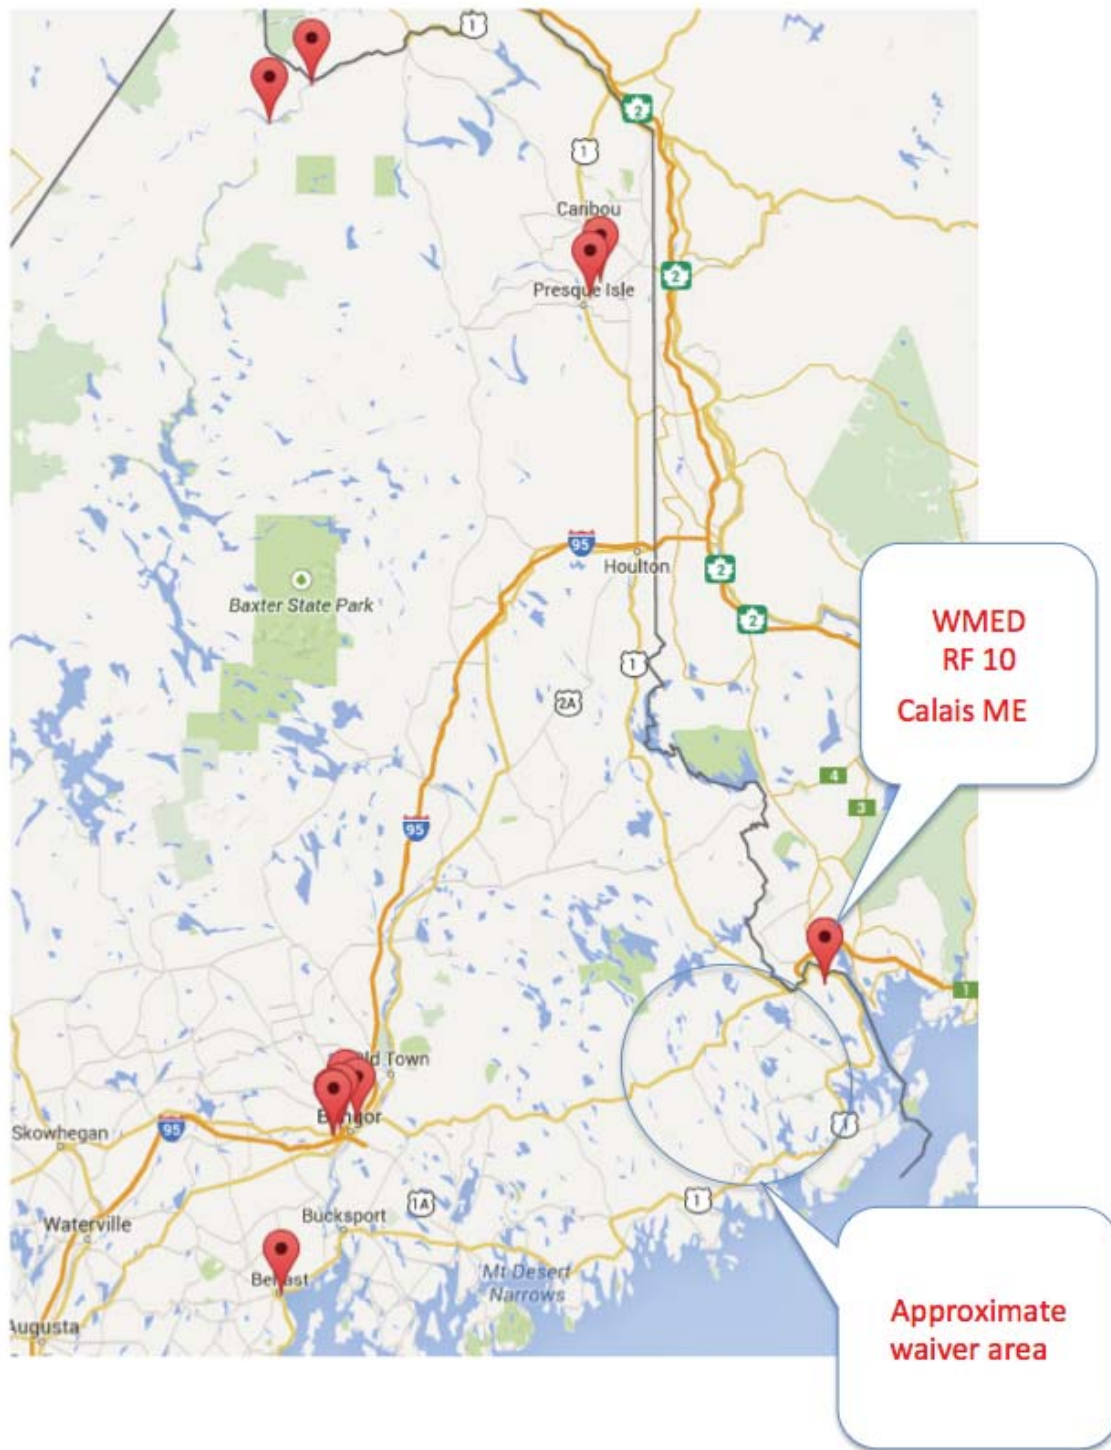 1
2
1
Caribou
2
Presque Isle
95
Houlton
2
Baxter State Park
2
WMED
RF 10
Calais ME
1
2A
4
3
95
1
Old Town
Bangor
Skowhegan
95
1
1A
1
Bucksport
Waterville
Belfast
Mt Desert
Narrows
Augusta
Approximate
waiver area